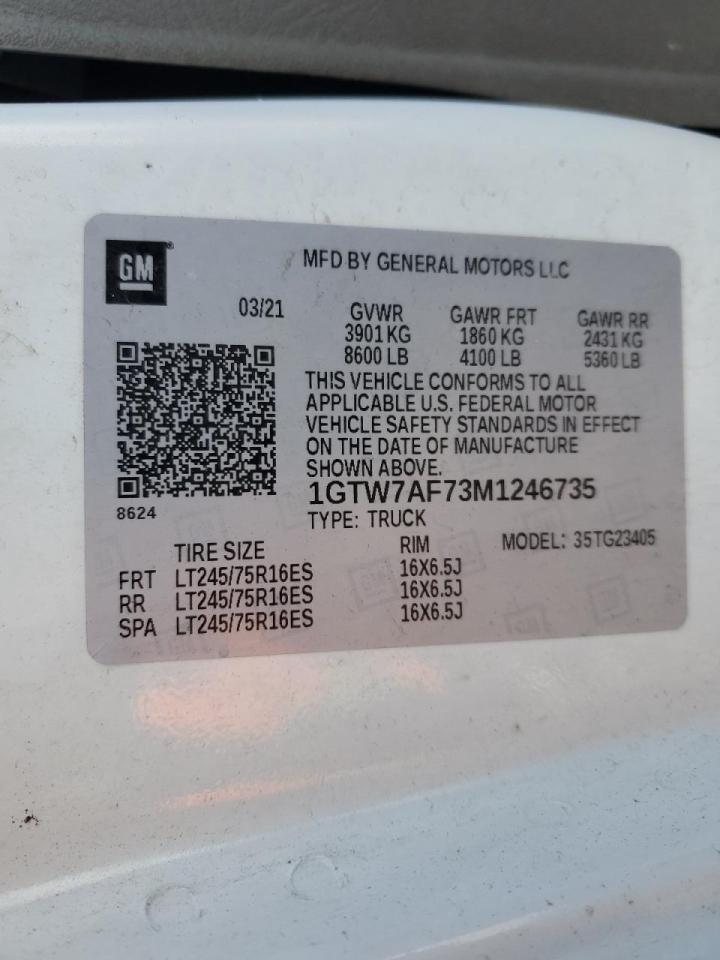 GM ®
MFD BY GENERAL MOTORS LLC
03/21 GVWR GAWR FRT GAWR RR
3901 KG 1860 KG 2431 KG
8600 LB 4100 LB 5360 LB
THIS VEHICLE CONFORMS TO ALL
APPLICABLE U.S. FEDERAL MOTOR
VEHICLE SAFETY STANDARDS IN EFFECT
ON THE DATE OF MANUFACTURE
SHOWN ABOVE.
1GTW7AF73M1246735
8624
TYPE: TRUCK
TIRE SIZE RIM MODEL: 35TG23405
FRT LT245/75R16ES 16X6.5J
RR LT245/75R16ES 16X6.5J
SPA LT245/75R16ES 16X6.5J